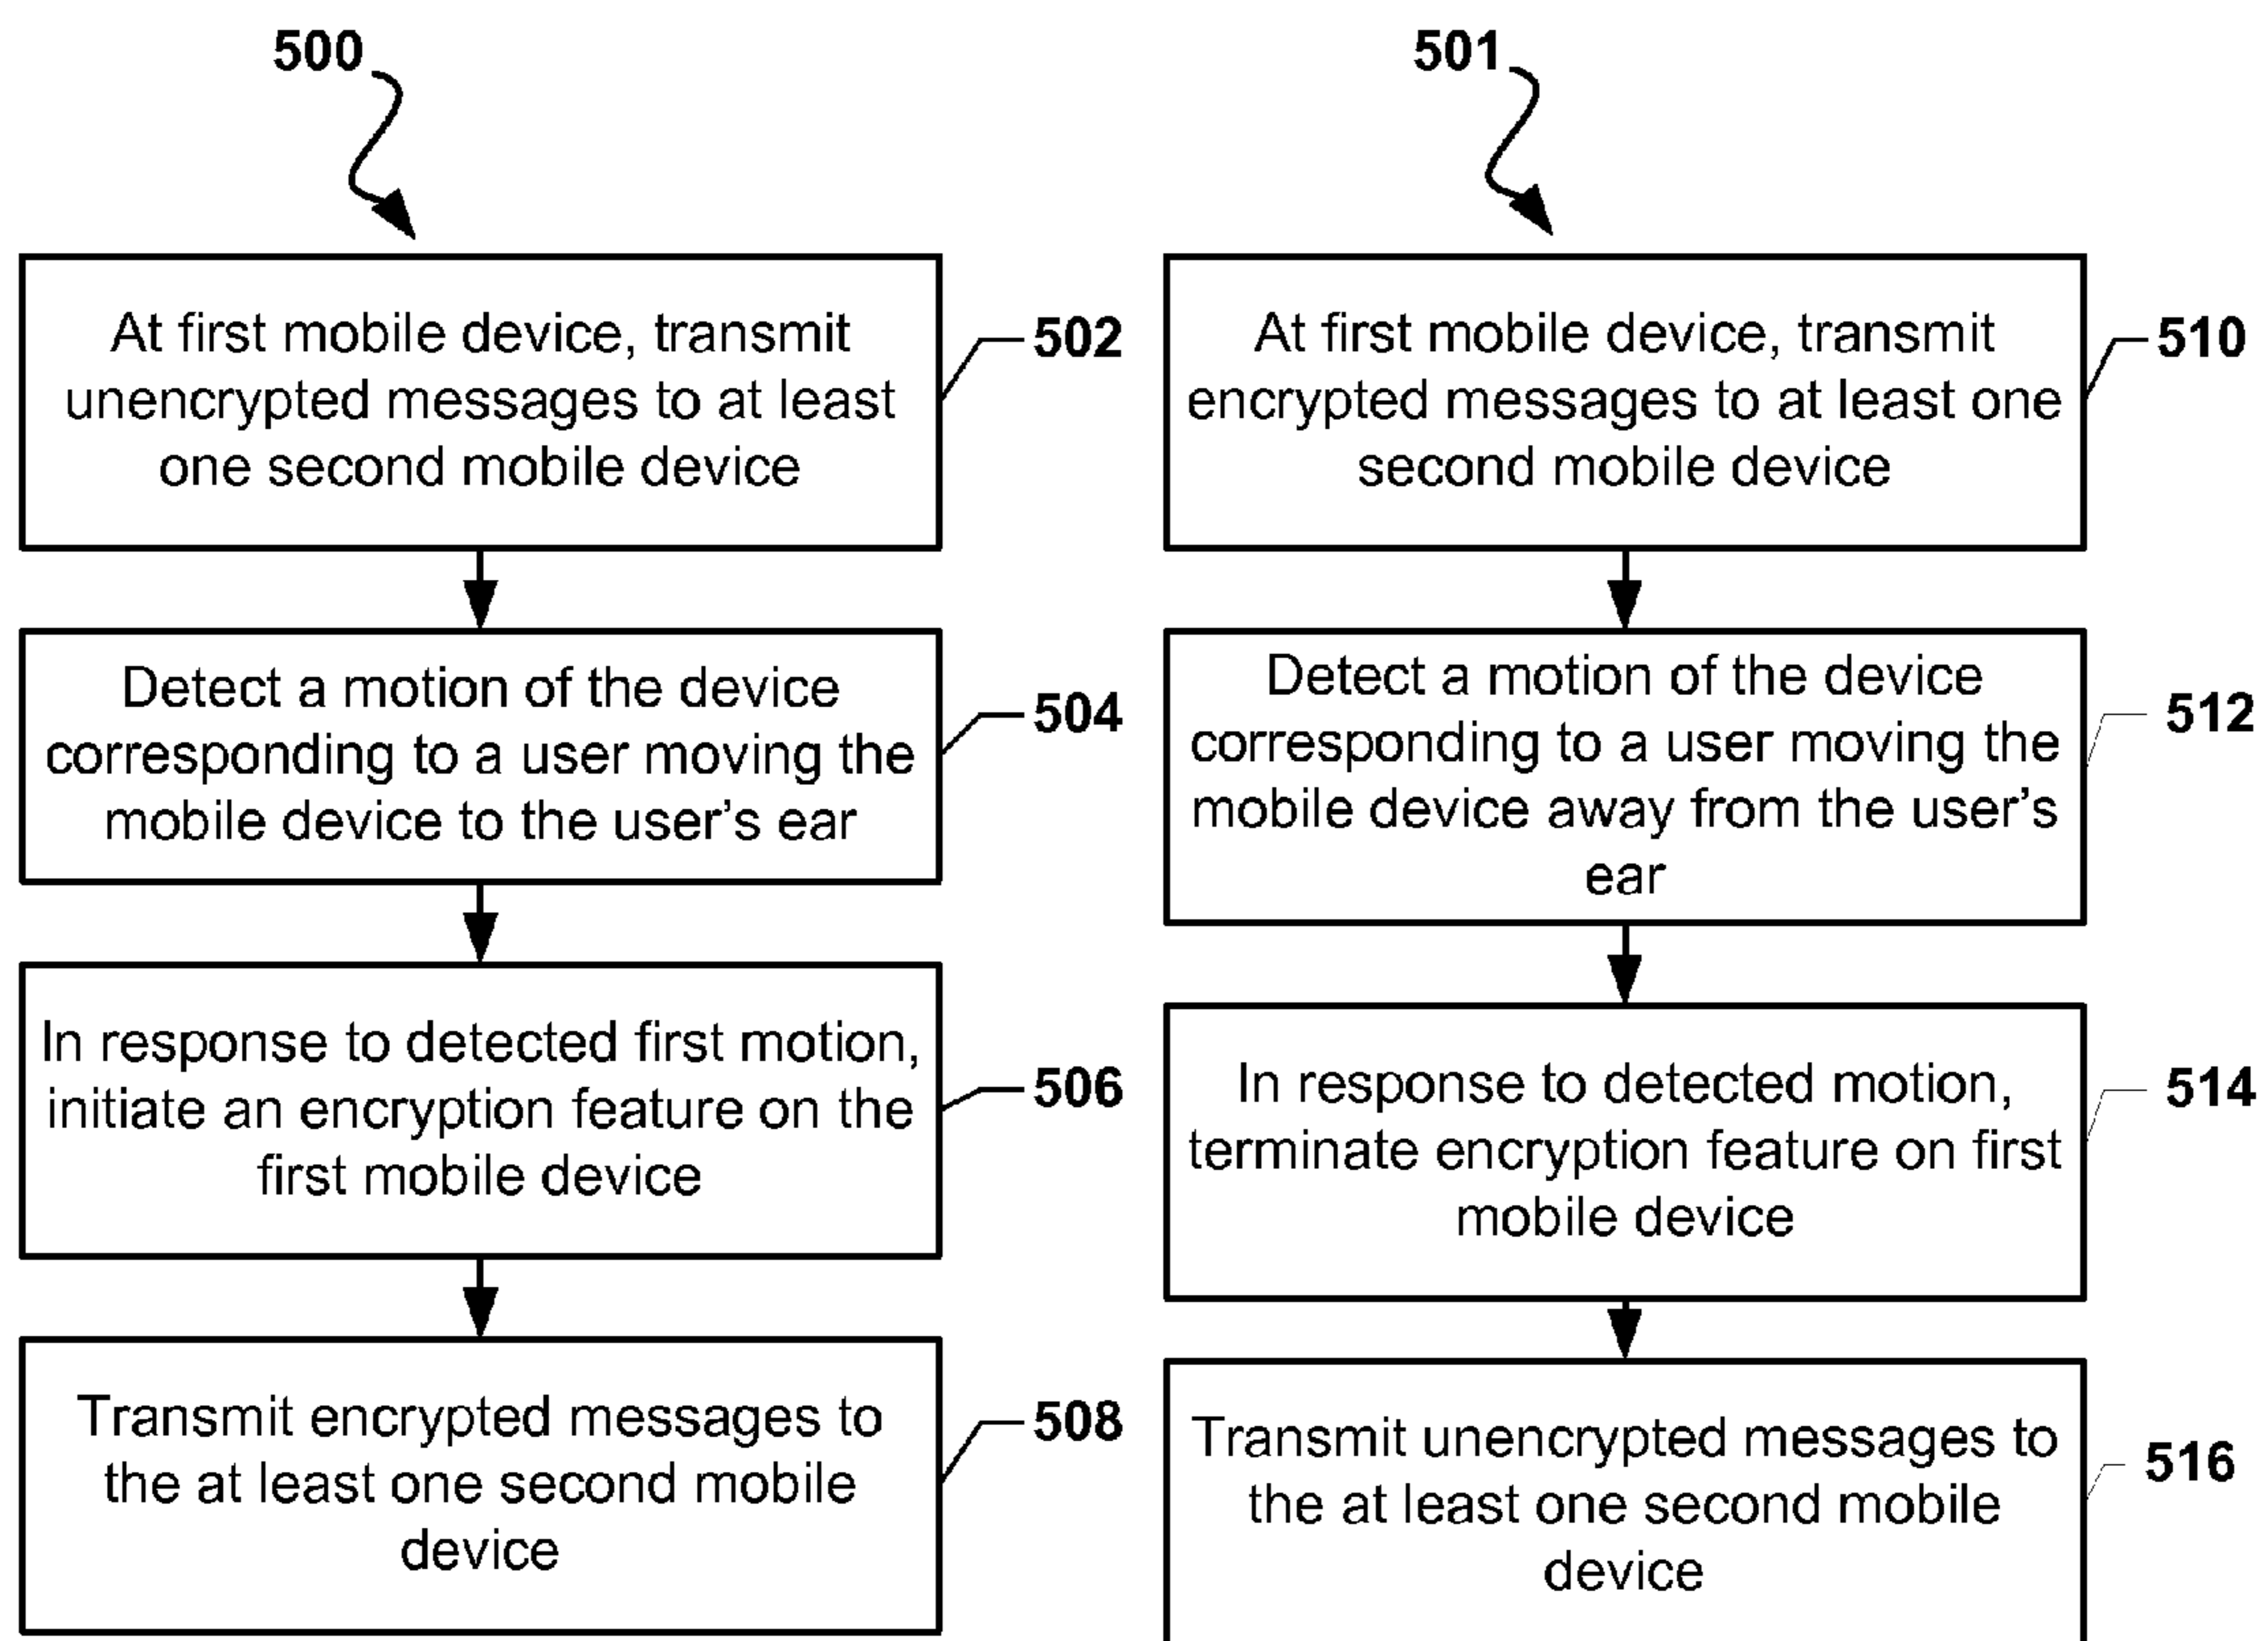 500
At first mobile device, transmit
unencrypted messages to at least
one second mobile device
502
Detect a motion of the device
corresponding to a user moving the
mobile device to the user's ear
504
In response to detected first motion,
initiate an encryption feature on the
first mobile device
506
Transmit encrypted messages to
the at least one second mobile
device
508
501
At first mobile device, transmit
encrypted messages to at least one
second mobile device
510
Detect a motion of the device
corresponding to a user moving the
mobile device away from the user's
ear
512
In response to detected motion,
terminate encryption feature on first
mobile device
514
Transmit unencrypted messages to
the at least one second mobile
device
516